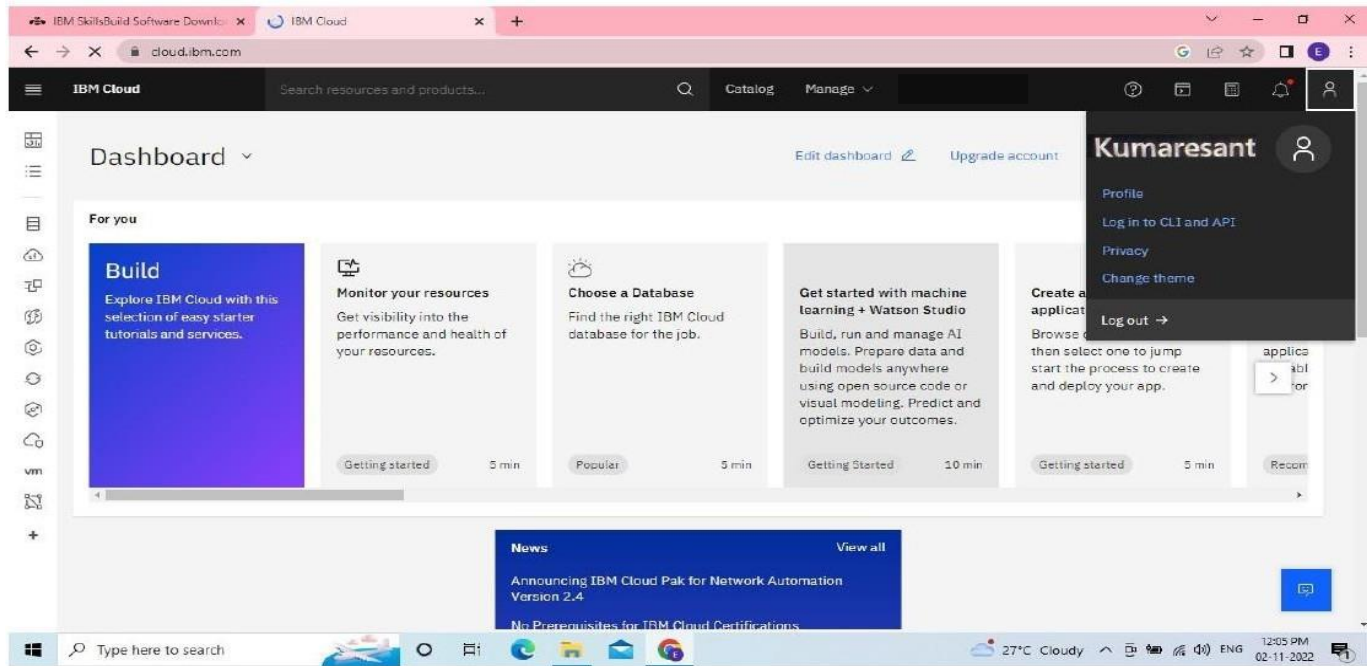 IBM SkillsBuild Software Downlo
IBM Cloud
cloud.ibm.com
E
IBM Cloud
Search resources and products...
Catalog
Manage
Dashboard
Edit dashboard
Upgrade account
Kumaresant
Profile
Log in to CLI and API
Privacy
Change theme
Log out →
For you
Build
Explore IBM Cloud with this
selection of easy starter
tutorials and services.
Monitor your resources
Get visibility into the
performance and health of
your resources.
Getting started
5 min
Choose a Database
Find the right IBM Cloud
database for the job.
Popular
5 min
Get started with machine
learning + Watson Studio
Build, run and manage AI
models. Prepare data and
build models anywhere
using open source code or
visual modeling. Predict and
optimize your outcomes.
Getting Started
10 min
Create a
applicat
Browse
then select one to jump
start the process to create
and deploy your app.
Getting started
5 min
applica
abl
or
Recom
vm
News
View all
Announcing IBM Cloud Pak for Network Automation
Version 2.4
No Prerequisites for IBM Cloud Certifications
Type here to search
27°C Cloudy
ENG
12:05 PM
02-11-2022